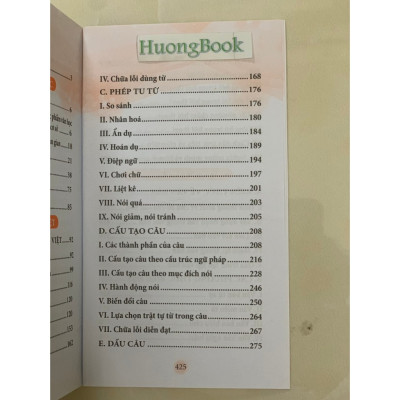 HuongBook
IV. Chữa lỗi dùng từ 168
C. PHÉP TU TỪ 176
I. So sánh 176
II. Nhân hoá 180
III. Ẩn dụ 184
IV. Hoán dụ 189
V. Điệp ngữ 194
VI. Chơi chữ 197
VII. Liệt kê 201
VIII. Nói quá 203
IX. Nói giảm, nói tránh 205
D. CẤU TẠO CÂU 208
I. Các thành phần của câu 208
II. Cấu tạo câu theo cấu trúc ngữ pháp 216
III. Cấu tạo câu theo mục đích nói 228
IV. Hành động nói 246
V. Biến đổi câu 250
VI. Lựa chọn trật tự từ trong câu 264
VII. Chữa lỗi diễn đạt 267
E. DẤU CÂU 275
425